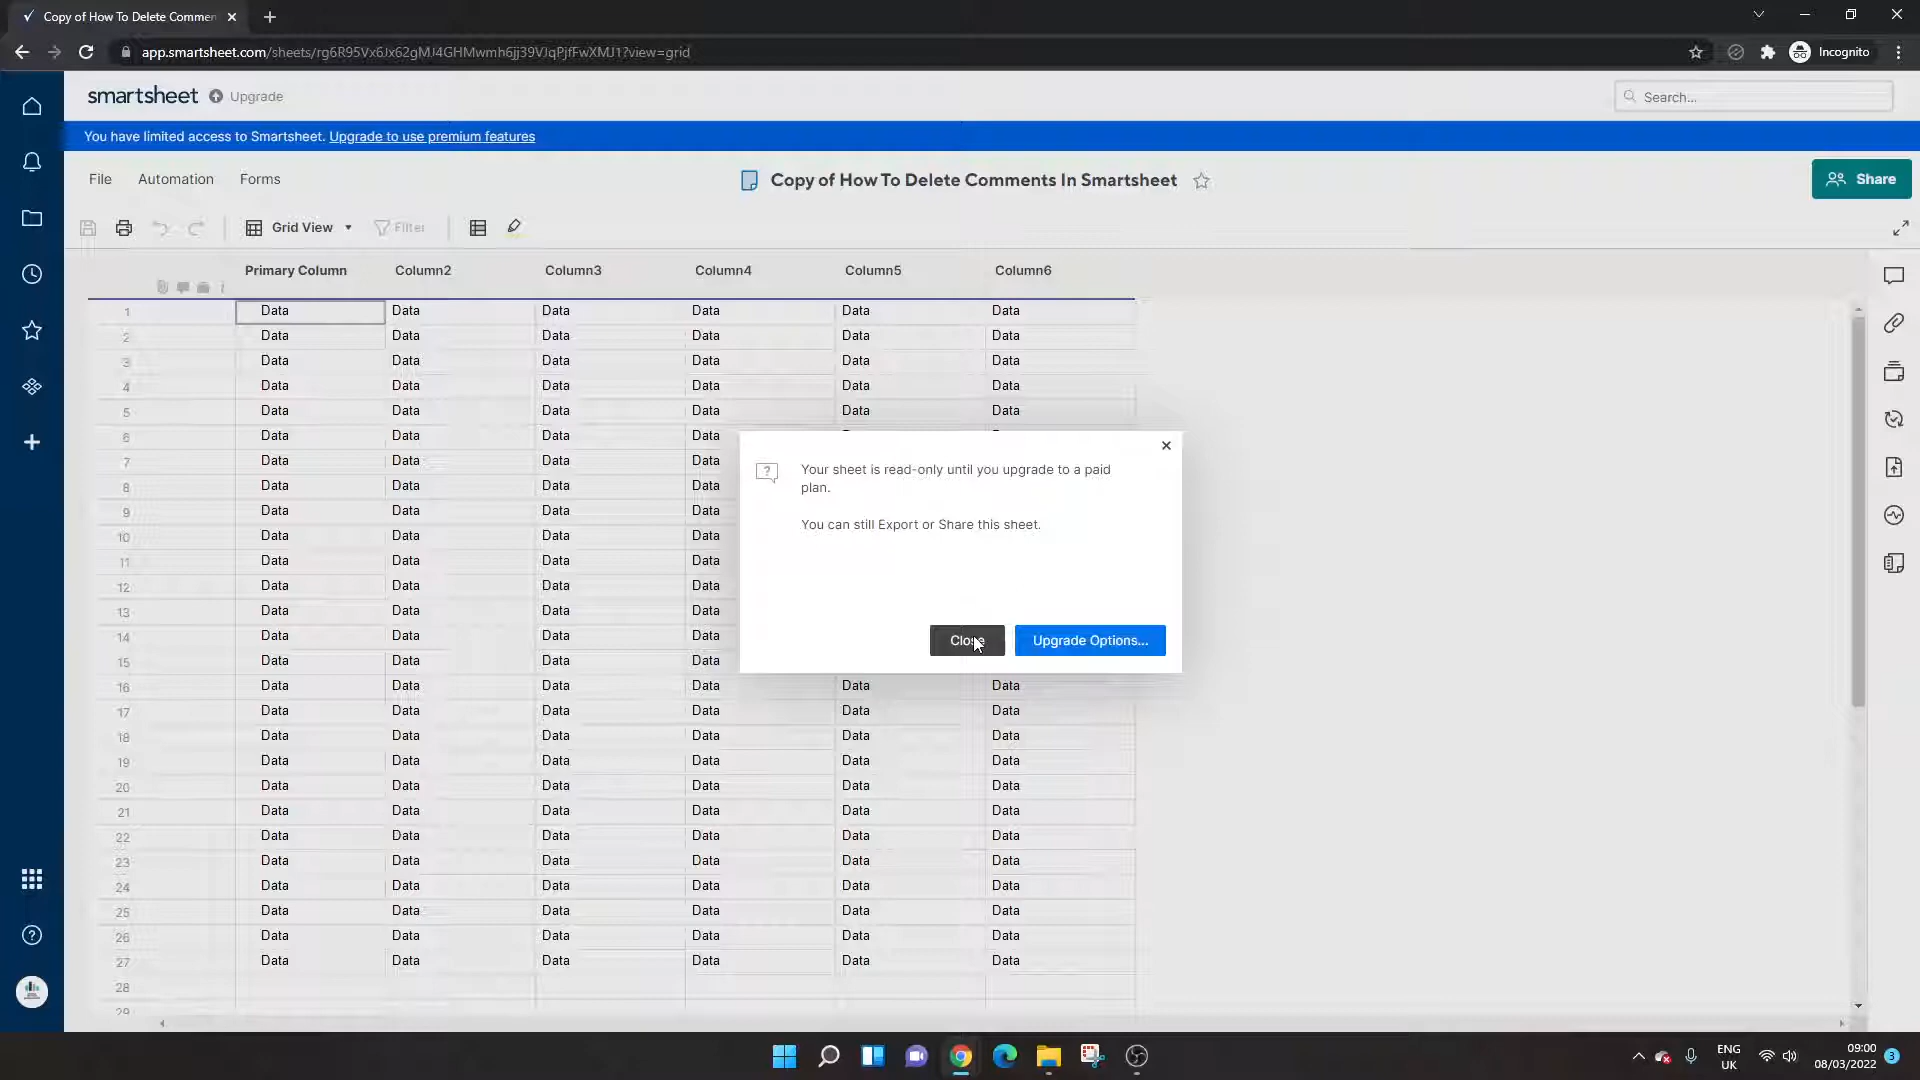 Copy of How To Delete Commen
app.smartsheet.com/sheets/rg6R95Vx6Jx62gMJ4GHMwmh6jj39VJqPjfFwXMJ1?view=grid
Incognito
smartsheet Upgrade
Search...
You have limited access to Smartsheet. Upgrade to use premium features
File Automation Forms
Copy of How To Delete Comments In Smartsheet
Share
Grid View Filter
Primary Column Column2 Column3 Column4 Column5 Column6
1 Data Data Data Data Data Data
2 Data Data Data Data Data Data
3 Data Data Data Data Data Data
4 Data Data Data Data Data Data
5 Data Data Data Data Data Data
6 Data Data Data Data
7 Data Data Data Data
8 Data Data Data Data
9 Data Data Data Data
10 Data Data Data Data
11 Data Data Data Data
12 Data Data Data Data
13 Data Data Data Data
14 Data Data Data Data
15 Data Data Data Data
16 Data Data Data Data Data Data
17 Data Data Data Data Data Data
18 Data Data Data Data Data Data
19 Data Data Data Data Data Data
20 Data Data Data Data Data Data
21 Data Data Data Data Data Data
22 Data Data Data Data Data Data
23 Data Data Data Data Data Data
24 Data Data Data Data Data Data
25 Data Data Data Data Data Data
26 Data Data Data Data Data Data
27 Data Data Data Data Data Data
28
29
Your sheet is read-only until you upgrade to a paid
plan.
You can still Export or Share this sheet.
Close Upgrade Options...
ENG
UK
09:00
08/03/2022
3